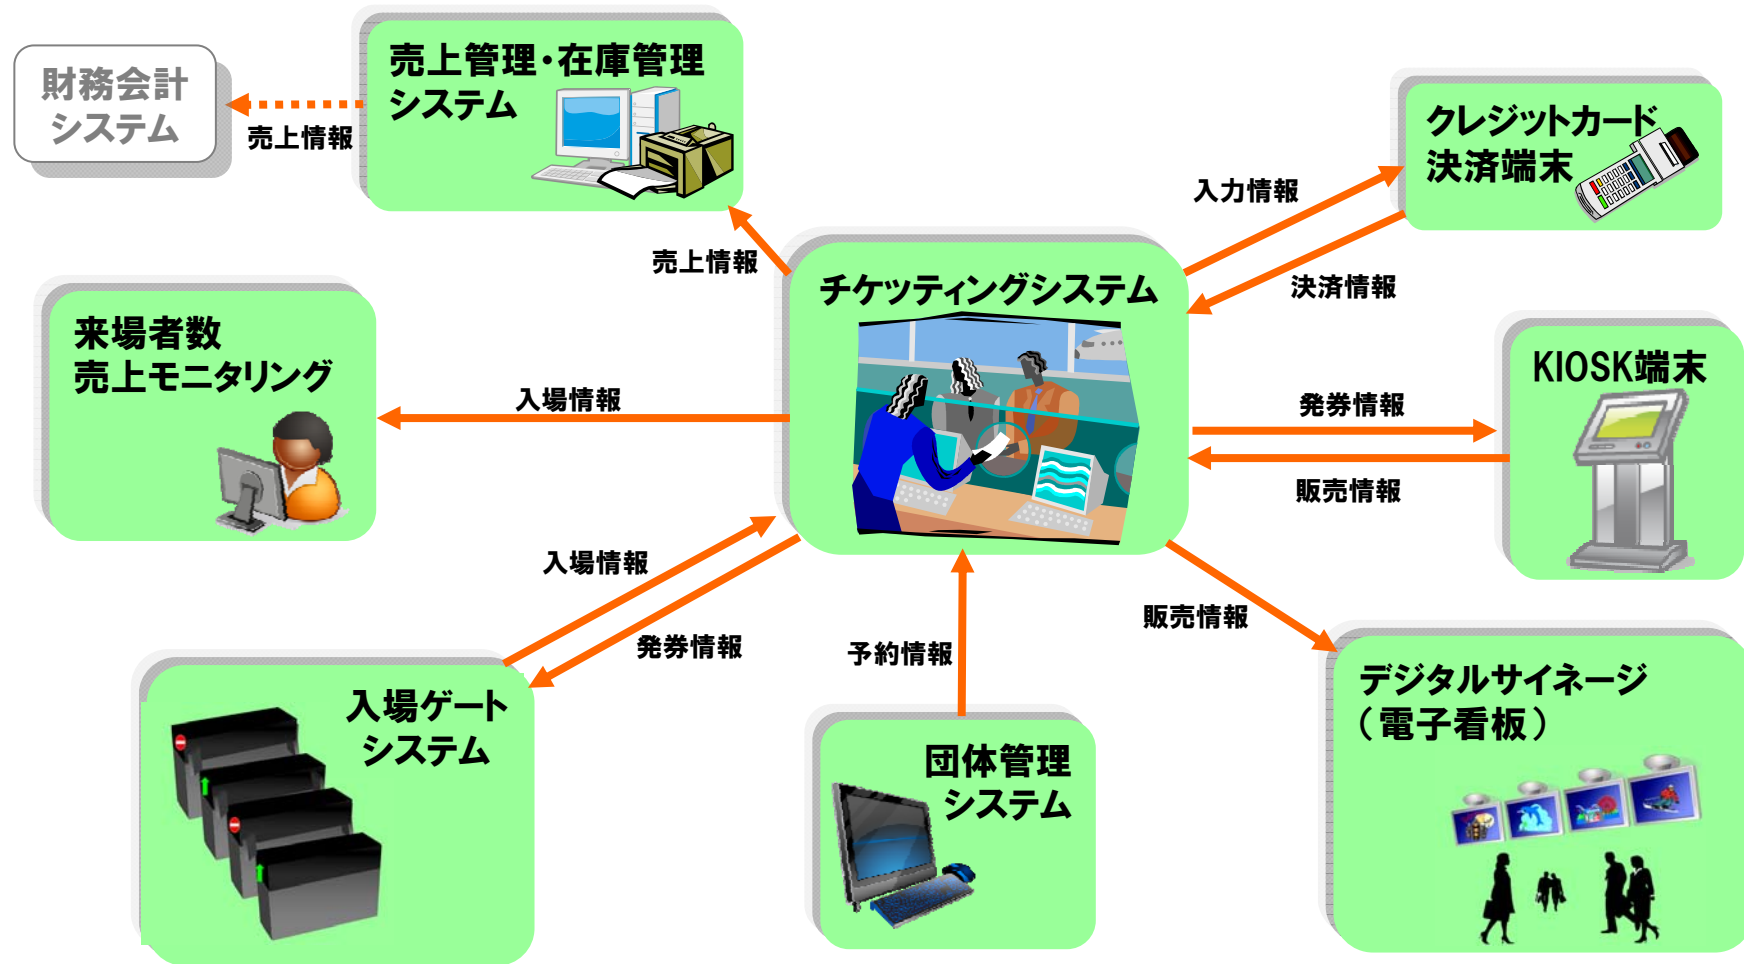 財務会計
システム
売上情報
売上管理・在庫管理
システム
クレジットカード
決済端末
入力情報
決済情報
売上情報
チケッティングシステム
来場者数
売上モニタリング
入場情報
KIOSK端末
発券情報
販売情報
入場情報
発券情報
予約情報
販売情報
入場ゲート
システム
団体管理
システム
デジタルサイネージ
（電子看板）